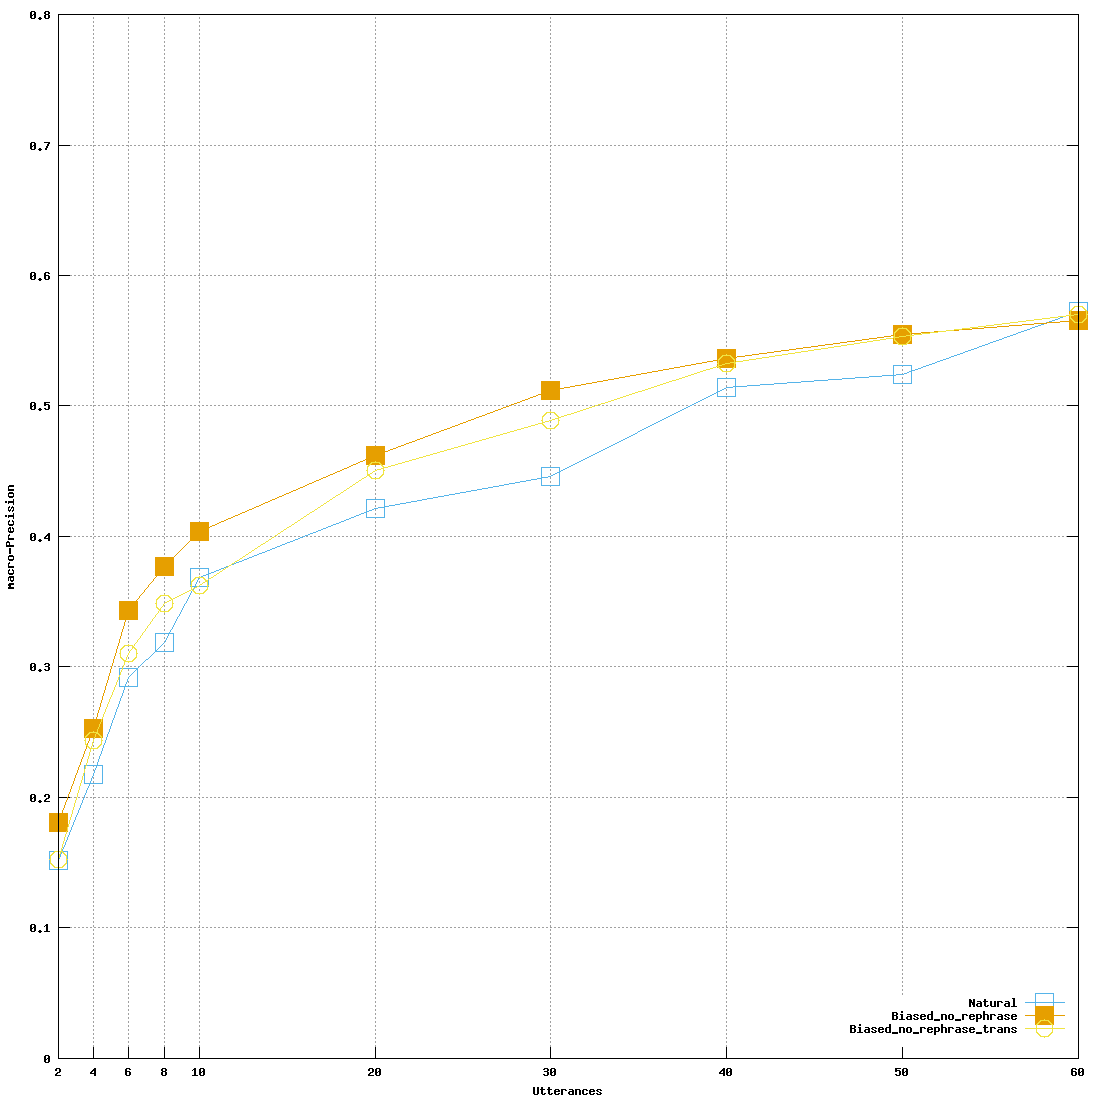 0.8
0.7
0.6
0.5
0.4
0.3
0.2
0.1
0
macro-Precision
2 4 6 8 10 20 30 40 50 60
Utterances
Natural
Biased_no_rephrase
Biased_no_rephrase_trans